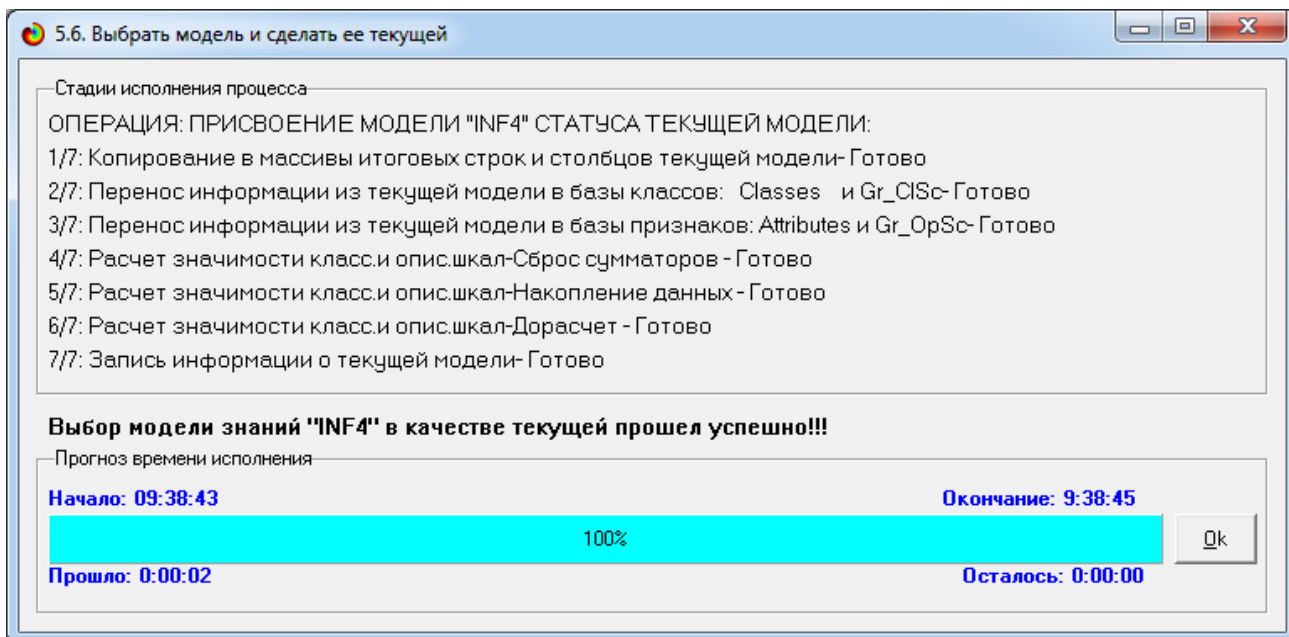 5.6. Выбрать модель и сделать ее текущей
Стадии исполнения процесса
ОПЕРАЦИЯ: ПРИСВОЕНИЕ МОДЕЛИ "INF4" СТАТУСА ТЕКУЩЕЙ МОДЕЛИ:
1/7: Копирование в массивы итоговых строк и столбцов текущей модели- Готово
2/7: Перенос информации из текущей модели в базы классов: Classes и Gr_ClSc- Готово
3/7: Перенос информации из текущей модели в базы признаков: Attributes и Gr_OpSc- Готово
4/7: Расчет значимости класс.и опис.шкал-Сброс сумматоров - Готово
5/7: Расчет значимости класс.и опис.шкал-Накопление данных - Готово
6/7: Расчет значимости класс.и опис.шкал-Дорасчет - Готово
7/7: Запись информации о текущей модели- Готово
Выбор модели знаний "INF4" в качестве текущей прошел успешно!!!
Прогноз времени исполнения
Начало: 09:38:43 Окончание: 9:38:45
100% Ok
Прошло: 0:00:02 Осталось: 0:00:00